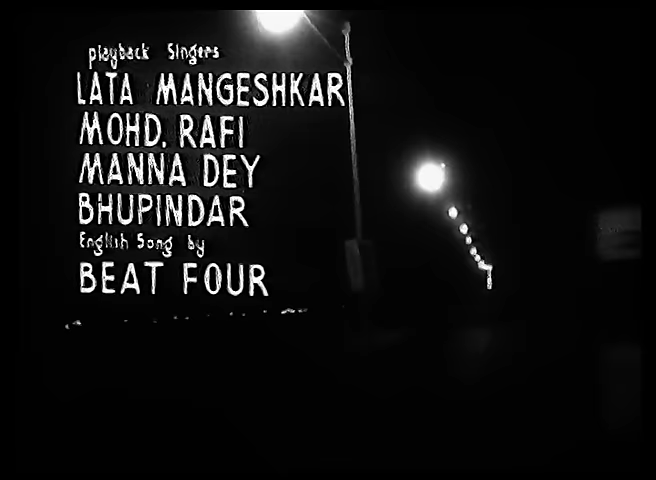 playback Singers
LATA MANGESHKAR
MOHD. RAFI
MANNA DEY
BHUPINDAR
English Song by
BEAT FOUR